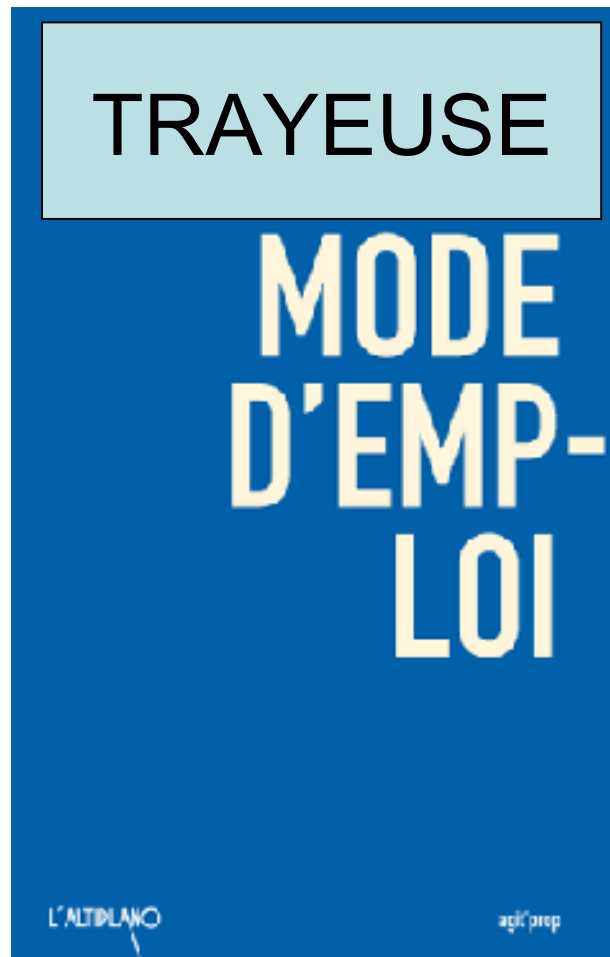 TRAYEUSE
MODE
D'EMP-
LOI
L'ALTIPLANO
agit'prop